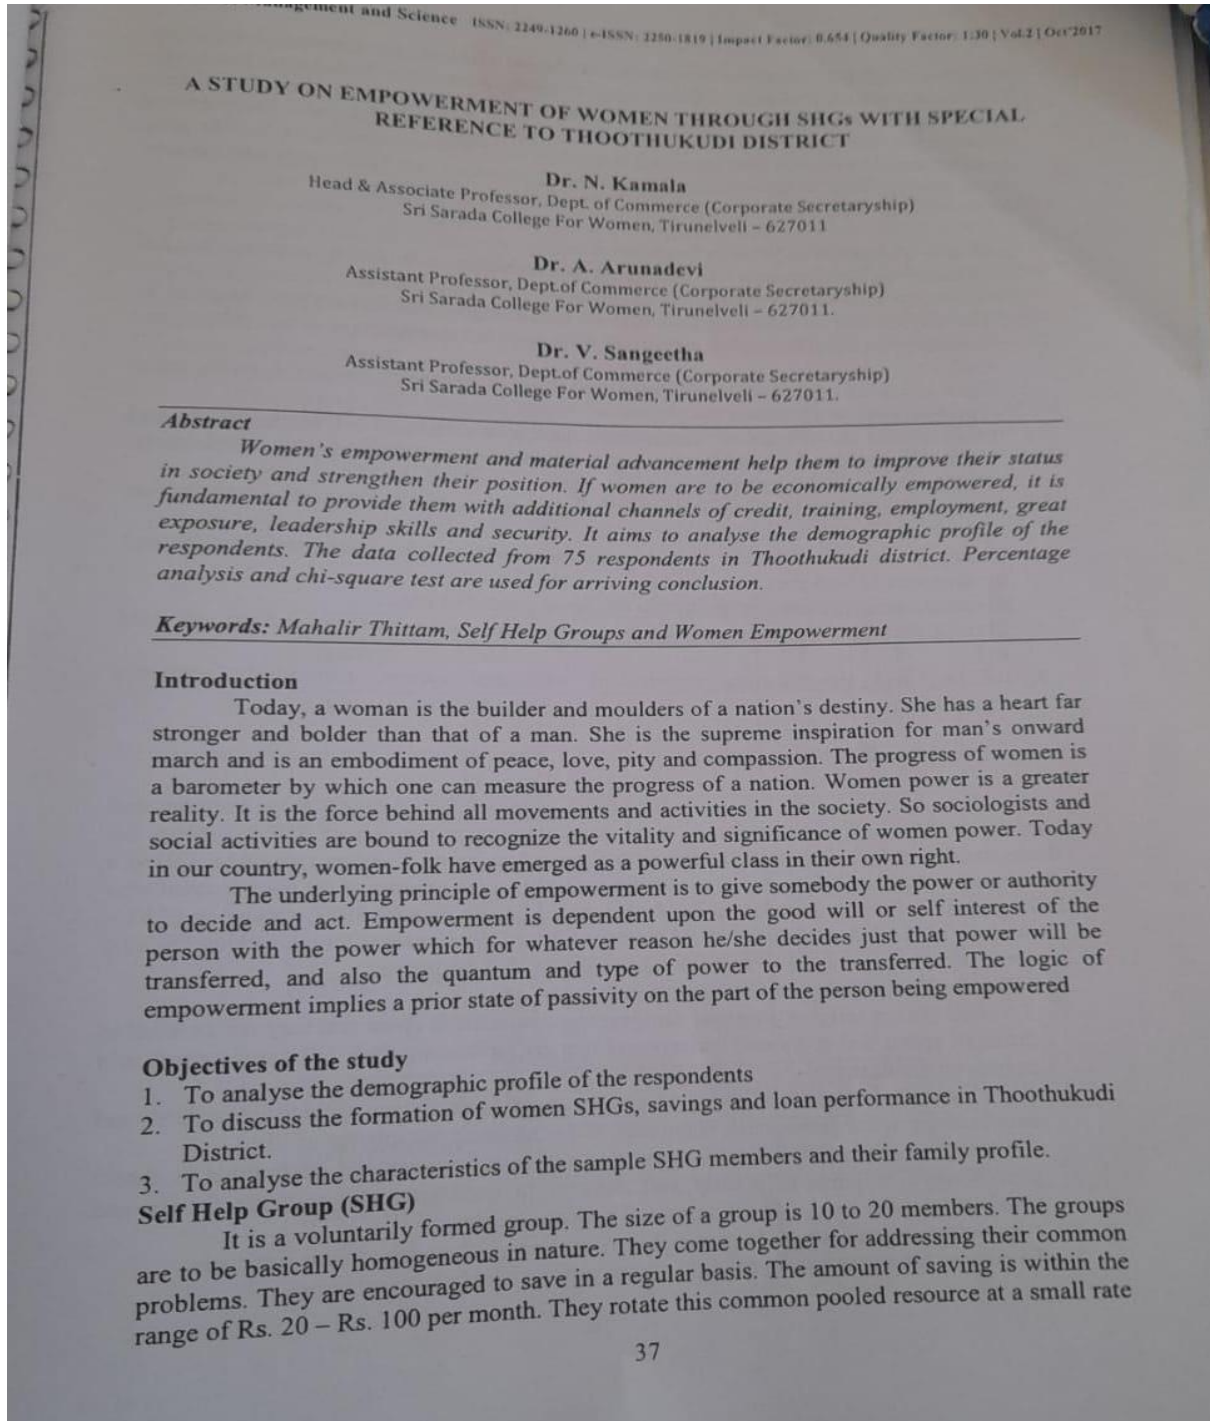 and Science ISSN: 2249-1260 | e-ISSN: 2250-1819 | Impact Factor: 0.654 | Quality Factor: 1:30 | Vol.2 | Oct'2017
A STUDY ON EMPOWERMENT OF WOMEN THROUGH SHGs WITH SPECIAL
REFERENCE TO THOOTHUKUDI DISTRICT
Dr. N. Kamala
Head & Associate Professor, Dept. of Commerce (Corporate Secretaryship)
Sri Sarada College For Women, Tirunelveli – 627011
Dr. A. Arunadevi
Assistant Professor, Dept.of Commerce (Corporate Secretaryship)
Sri Sarada College For Women, Tirunelveli – 627011.
Dr. V. Sangeetha
Assistant Professor, Dept.of Commerce (Corporate Secretaryship)
Sri Sarada College For Women, Tirunelveli – 627011.
Abstract
Women's empowerment and material advancement help them to improve their status
in society and strengthen their position. If women are to be economically empowered, it is
fundamental to provide them with additional channels of credit, training, employment, great
exposure, leadership skills and security. It aims to analyse the demographic profile of the
respondents. The data collected from 75 respondents in Thoothukudi district. Percentage
analysis and chi-square test are used for arriving conclusion.
Keywords: Mahalir Thittam, Self Help Groups and Women Empowerment
Introduction
Today, a woman is the builder and moulders of a nation's destiny. She has a heart far
stronger and bolder than that of a man. She is the supreme inspiration for man's onward
march and is an embodiment of peace, love, pity and compassion. The progress of women is
a barometer by which one can measure the progress of a nation. Women power is a greater
reality. It is the force behind all movements and activities in the society. So sociologists and
social activities are bound to recognize the vitality and significance of women power. Today
in our country, women-folk have emerged as a powerful class in their own right.
The underlying principle of empowerment is to give somebody the power or authority
to decide and act. Empowerment is dependent upon the good will or self interest of the
person with the power which for whatever reason he/she decides just that power will be
transferred, and also the quantum and type of power to the transferred. The logic of
empowerment implies a prior state of passivity on the part of the person being empowered
Objectives of the study
1. To analyse the demographic profile of the respondents
2. To discuss the formation of women SHGs, savings and loan performance in Thoothukudi
District.
3. To analyse the characteristics of the sample SHG members and their family profile.
Self Help Group (SHG)
It is a voluntarily formed group. The size of a group is 10 to 20 members. The groups
are to be basically homogeneous in nature. They come together for addressing their common
problems. They are encouraged to save in a regular basis. The amount of saving is within the
range of Rs. 20 – Rs. 100 per month. They rotate this common pooled resource at a small rate
37